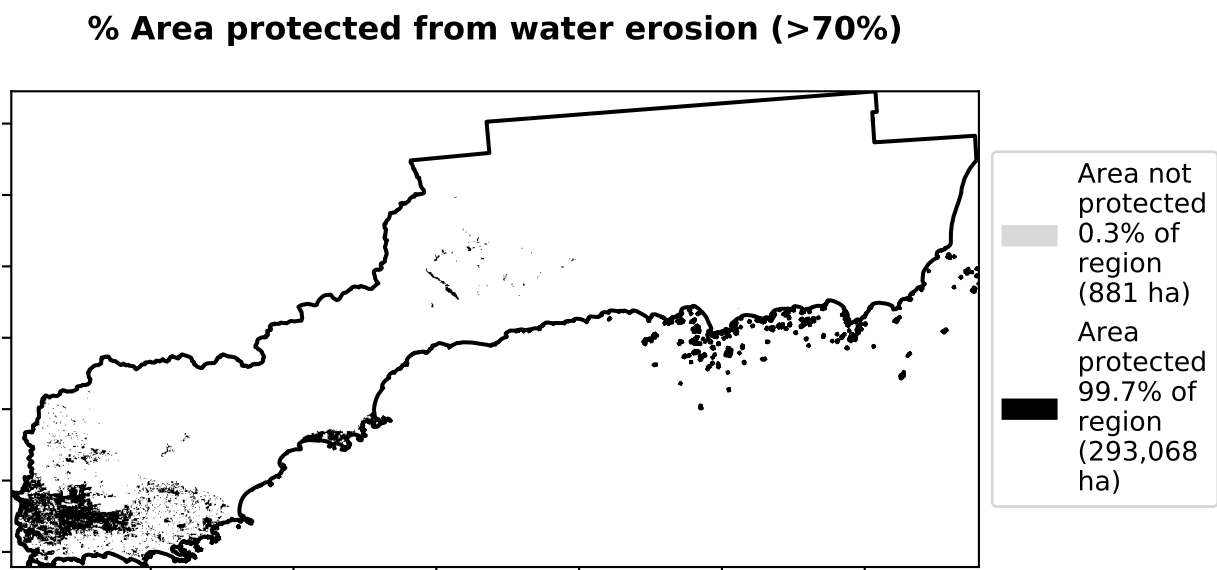 % Area protected from water erosion (>70%)
Area not
protected
0.3% of
region
(881 ha)
Area
protected
99.7% of
region
(293,068
ha)